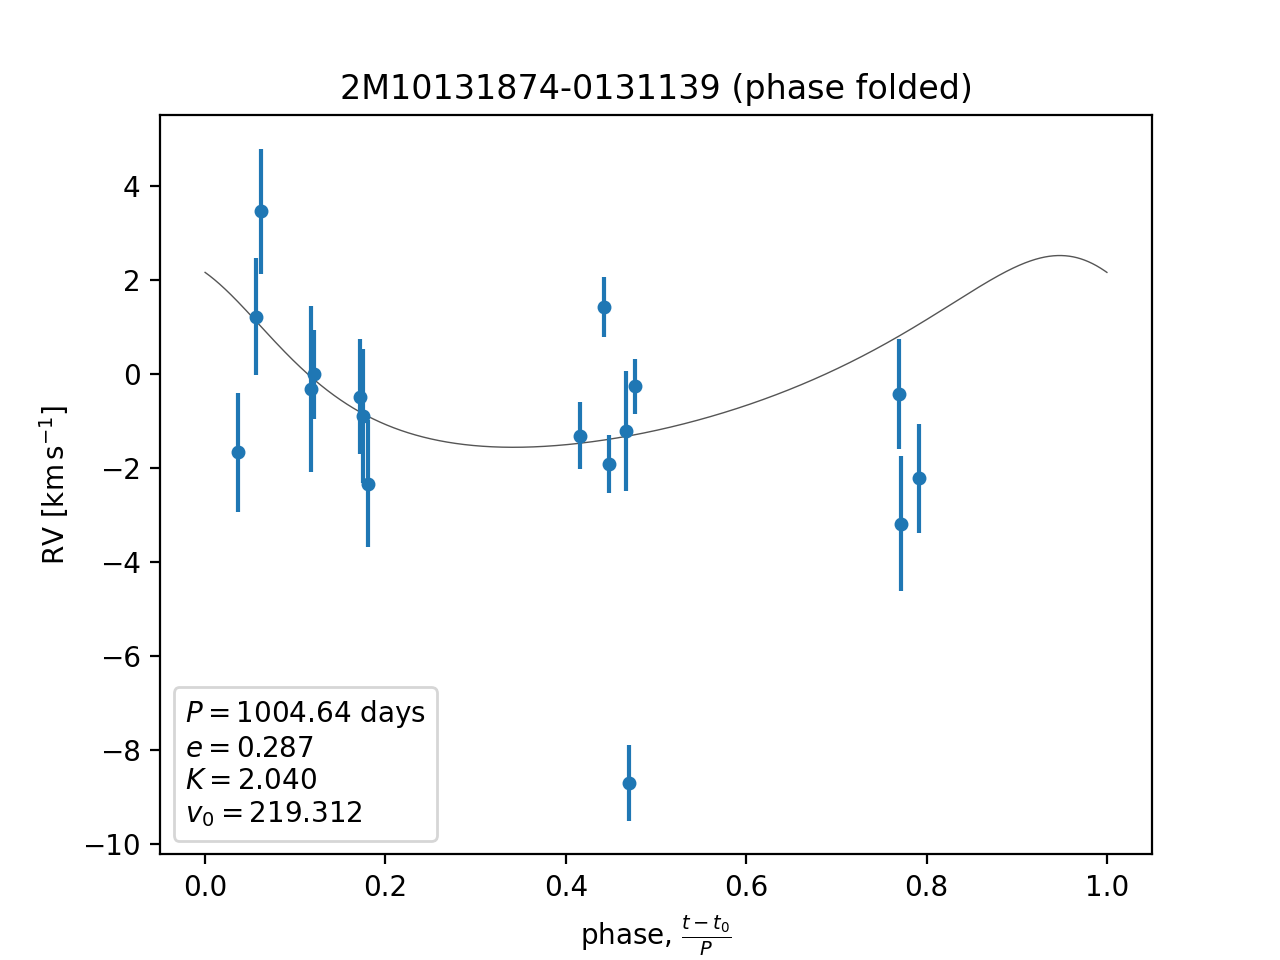 2M10131874-0131139 (phase folded)
RV [km s⁻¹]
4
2
0
−2
−4
−6
−8
−10
P = 1004.64 days
e = 0.287
K = 2.040
v₀ = 219.312
0.0 0.2 0.4 0.6 0.8 1.0
phase, (t − t₀)/P